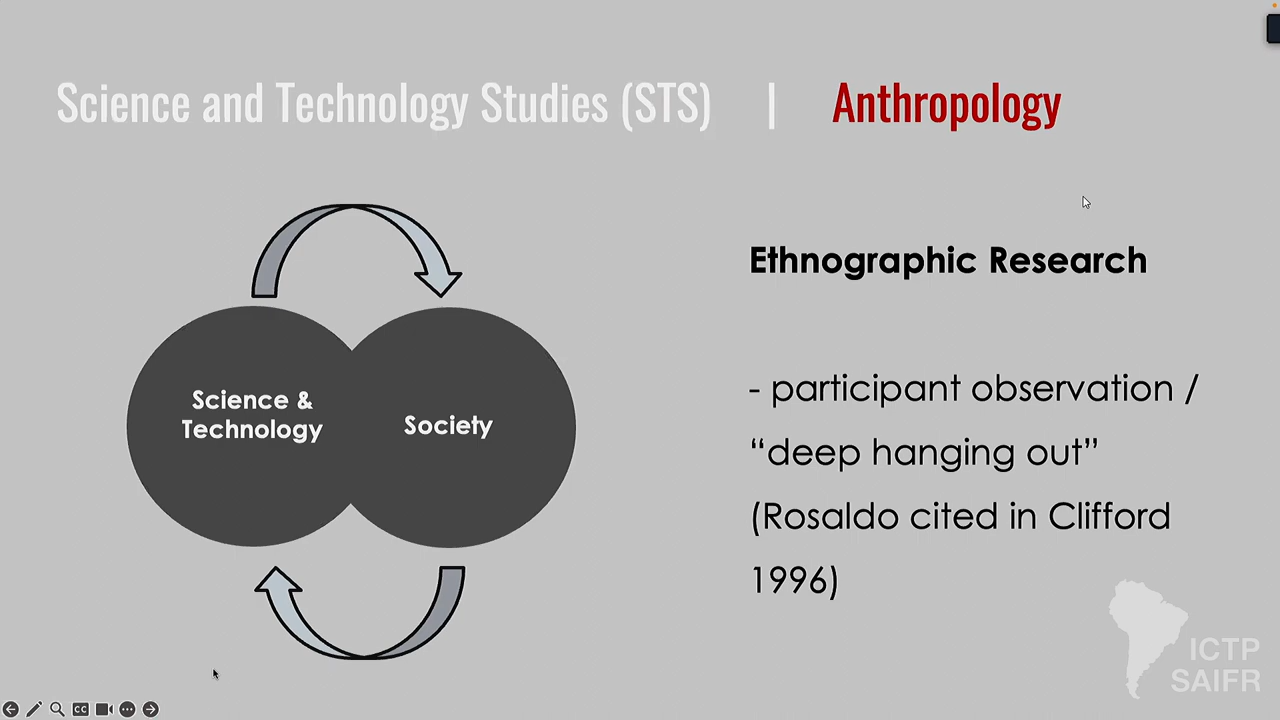 Science and Technology Studies (STS) | Anthropology
Science &
Technology
Society
Ethnographic Research
- participant observation /
“deep hanging out”
(Rosaldo cited in Clifford
1996)
ICTP
SAIFR
CC